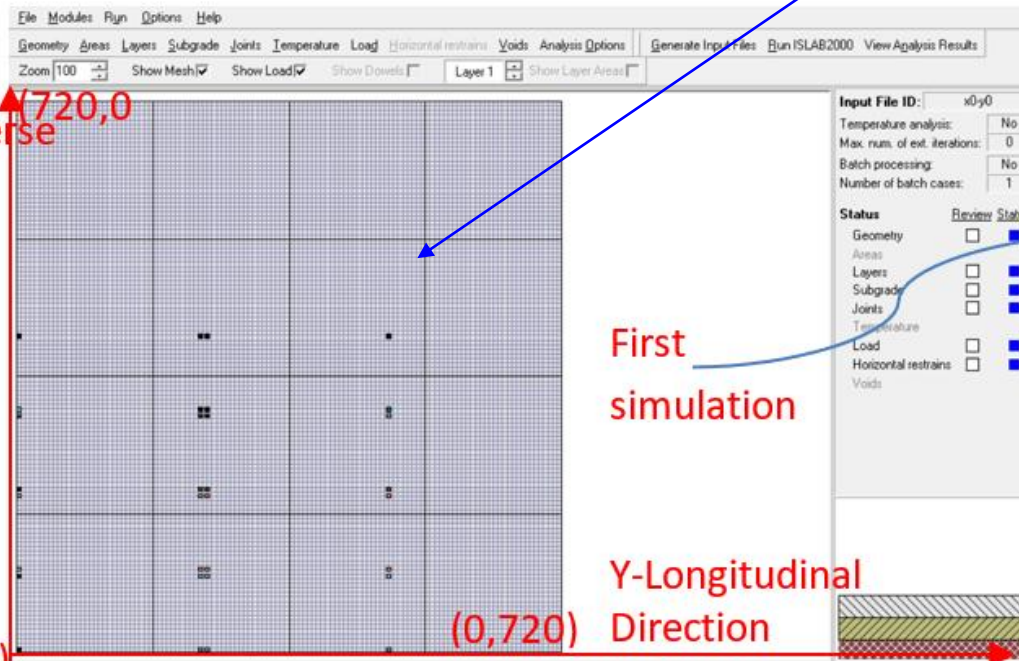 File Modules Run Options Help
Geometry Areas Layers Subgrade Joints Temperature Load Horizontal restrains Voids Analysis Options Generate Input Files Run ISLAB2000 View Analysis Results
Zoom 100 Show Mesh Show Load Show Dowels Layer 1 Show Layer Areas
(720,0
erse
Input File ID: x0-y0
Temperature analysis: No
Max. num. of ext. iterations: 0
Batch processing: No
Number of batch cases: 1
Status Review Stat
Geometry
Areas
Layers
Subgrade
Joints
Temperature
Load
Horizontal restrains
Voids
First
simulation
Y-Longitudinal
(0,720) Direction
)